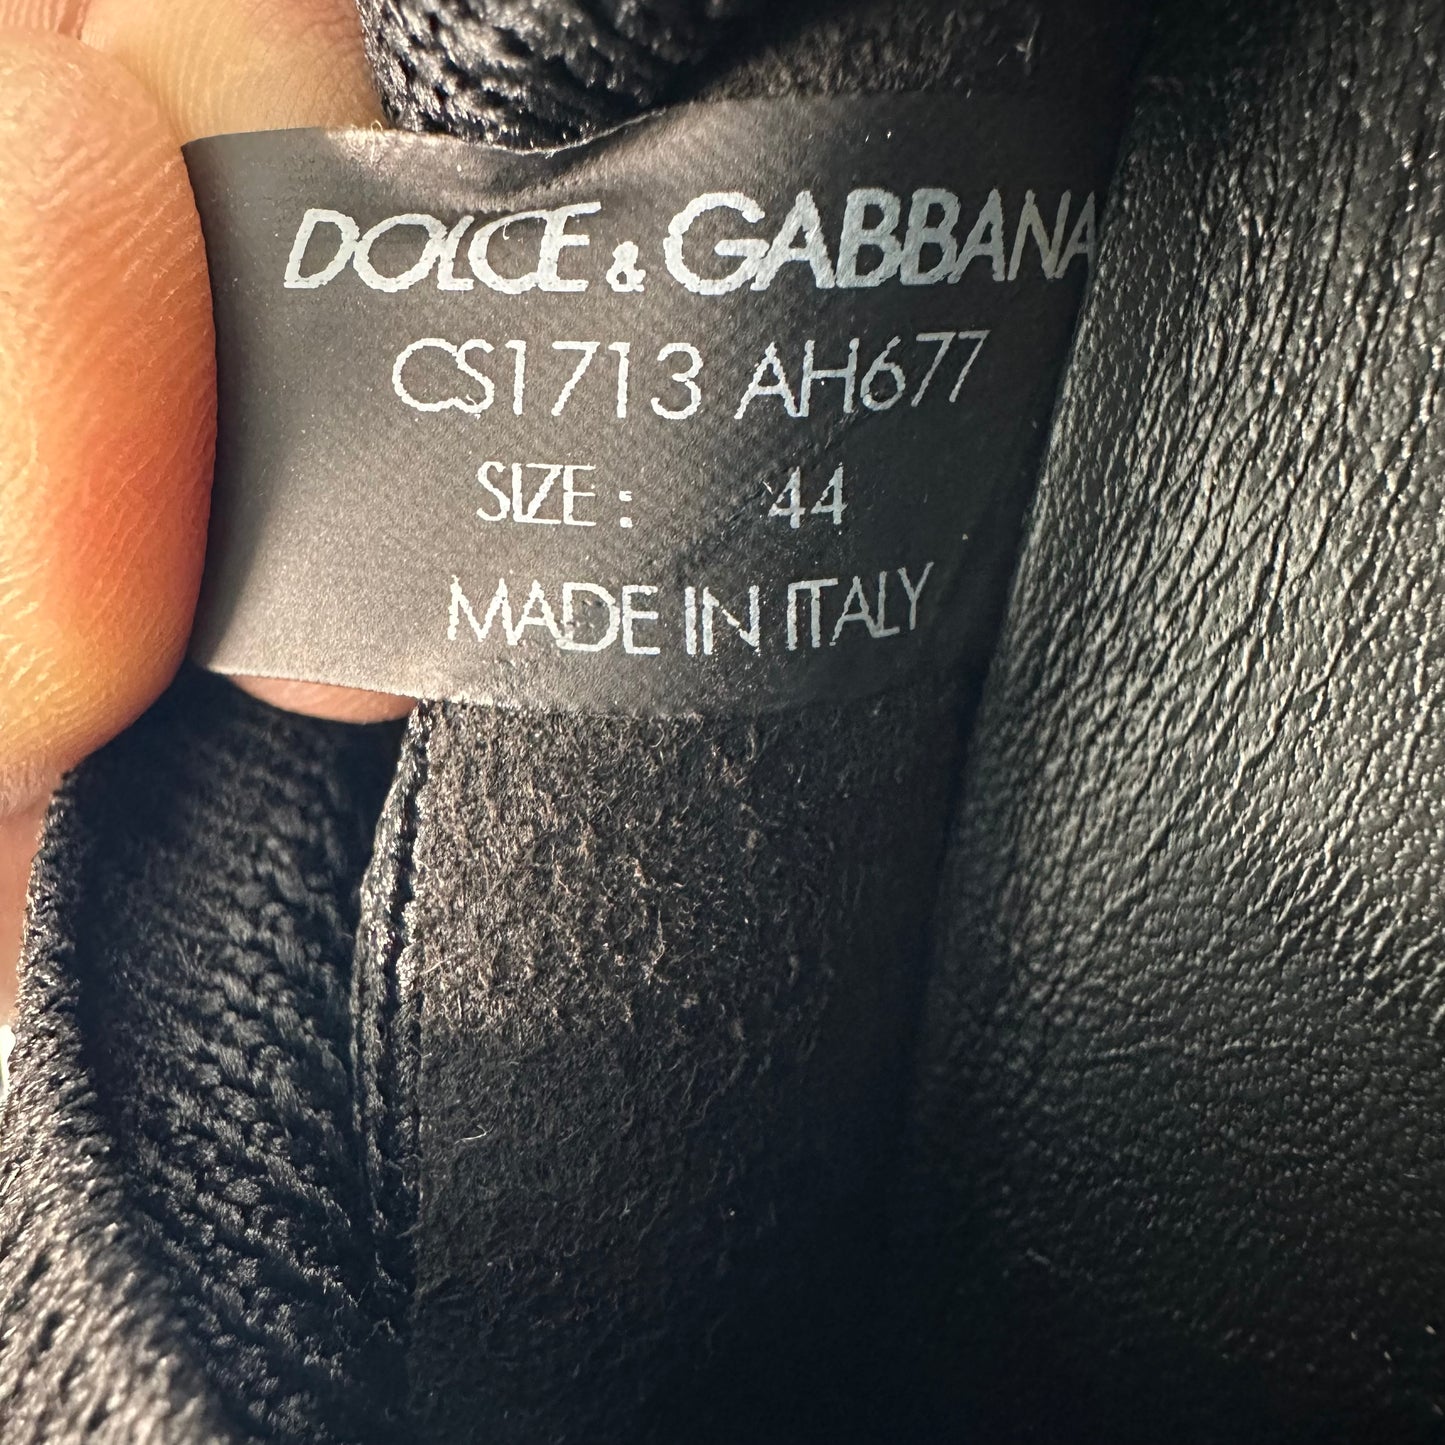 DOLCE & GABBANA
CS1713 AH677
SIZE : 44
MADE IN ITALY